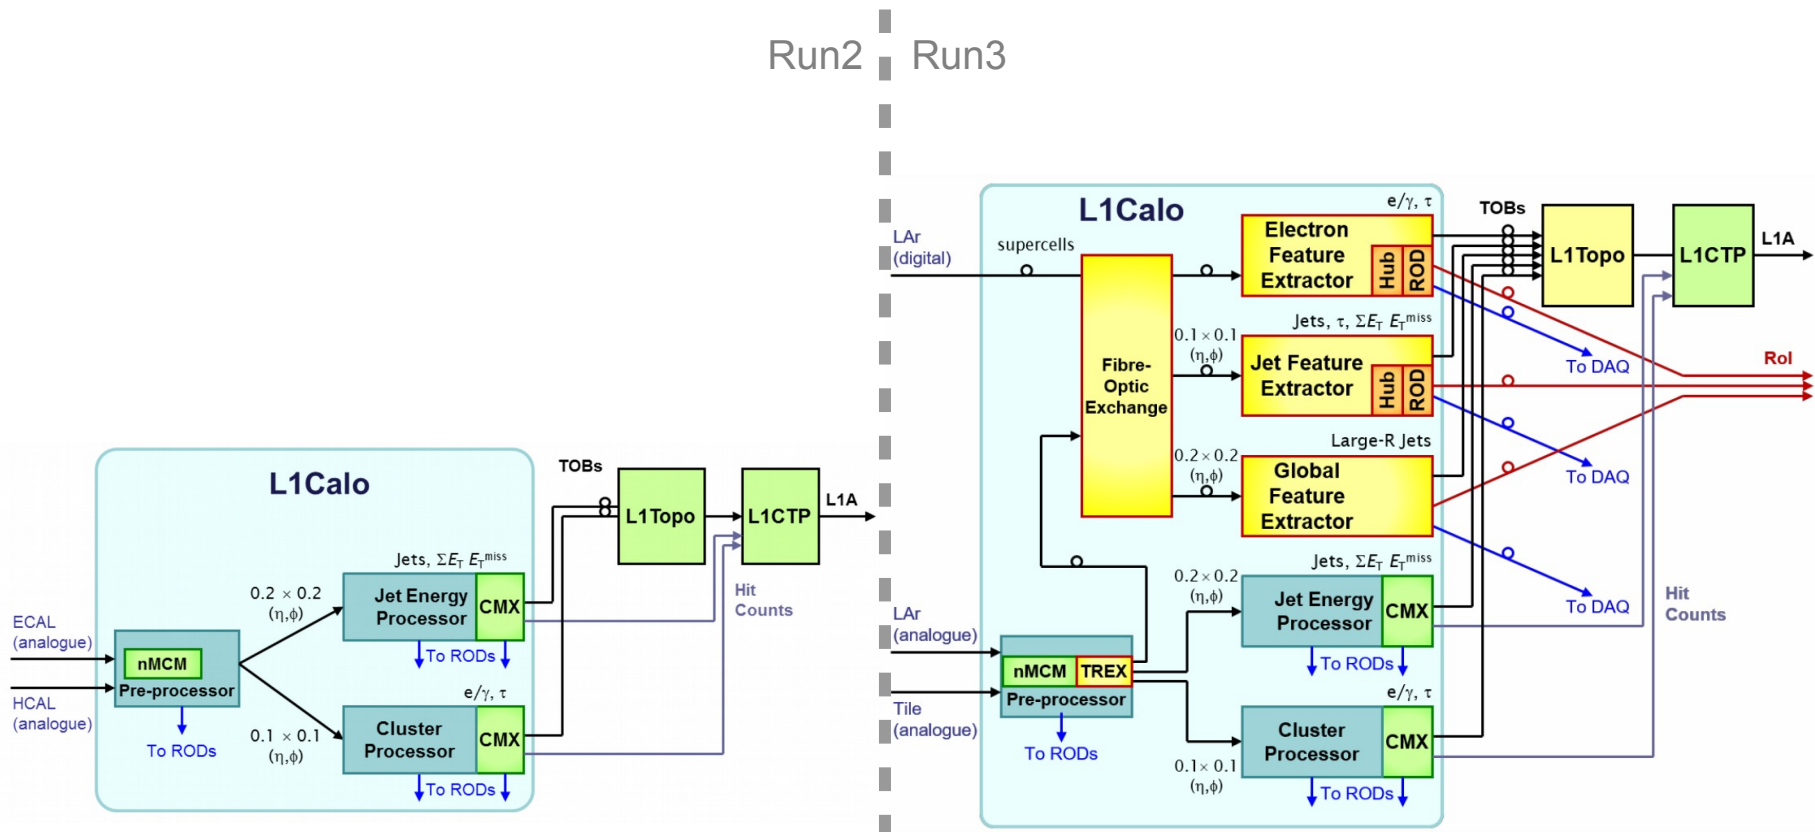 Run2
Run3
L1Calo
ECAL
(analogue)
HCAL
(analogue)
nMCM
Pre-processor
To RODs
0.2 × 0.2
(η,ϕ)
0.1 × 0.1
(η,ϕ)
Jets, ΣE_T E_T^miss
Jet Energy
Processor
CMX
To RODs
e/γ, τ
Cluster
Processor
CMX
To RODs
TOBs
L1Topo
L1CTP
L1A
Hit
Counts
L1Calo
LAr
(digital)
supercells
Fibre-
Optic
Exchange
e/γ, τ
Electron
Feature
Extractor
Hub
ROD
Jets, τ, ΣE_T E_T^miss
0.1 × 0.1
(η,ϕ)
Jet Feature
Extractor
Hub
ROD
Large-R Jets
0.2 × 0.2
(η,ϕ)
Global
Feature
Extractor
LAr
(analogue)
Tile
(analogue)
nMCM
TREX
Pre-processor
To RODs
Jets, ΣE_T E_T^miss
0.2 × 0.2
(η,ϕ)
Jet Energy
Processor
CMX
To RODs
e/γ, τ
0.1 × 0.1
(η,ϕ)
Cluster
Processor
CMX
To RODs
TOBs
L1Topo
L1CTP
L1A
To DAQ
RoI
To DAQ
To DAQ
Hit
Counts